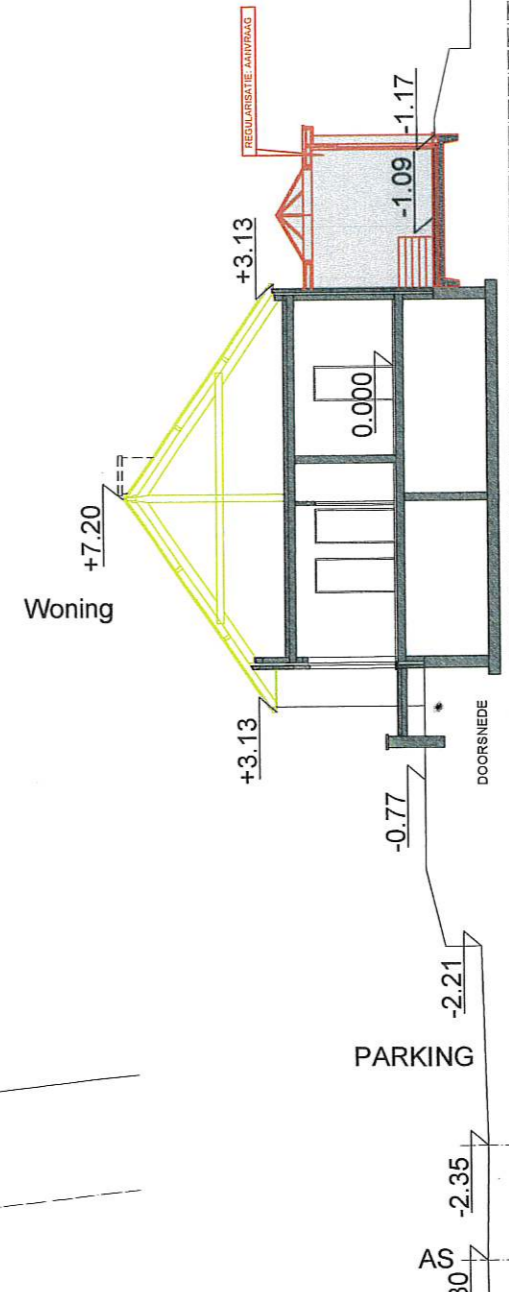 REGULARISATIE: AANVRAAG
-1.17
-1.09
+3.13
0.000
+7.20
Woning
+3.13
DOORSNEDE
-0.77
-2.21
PARKING
-2.35
AS